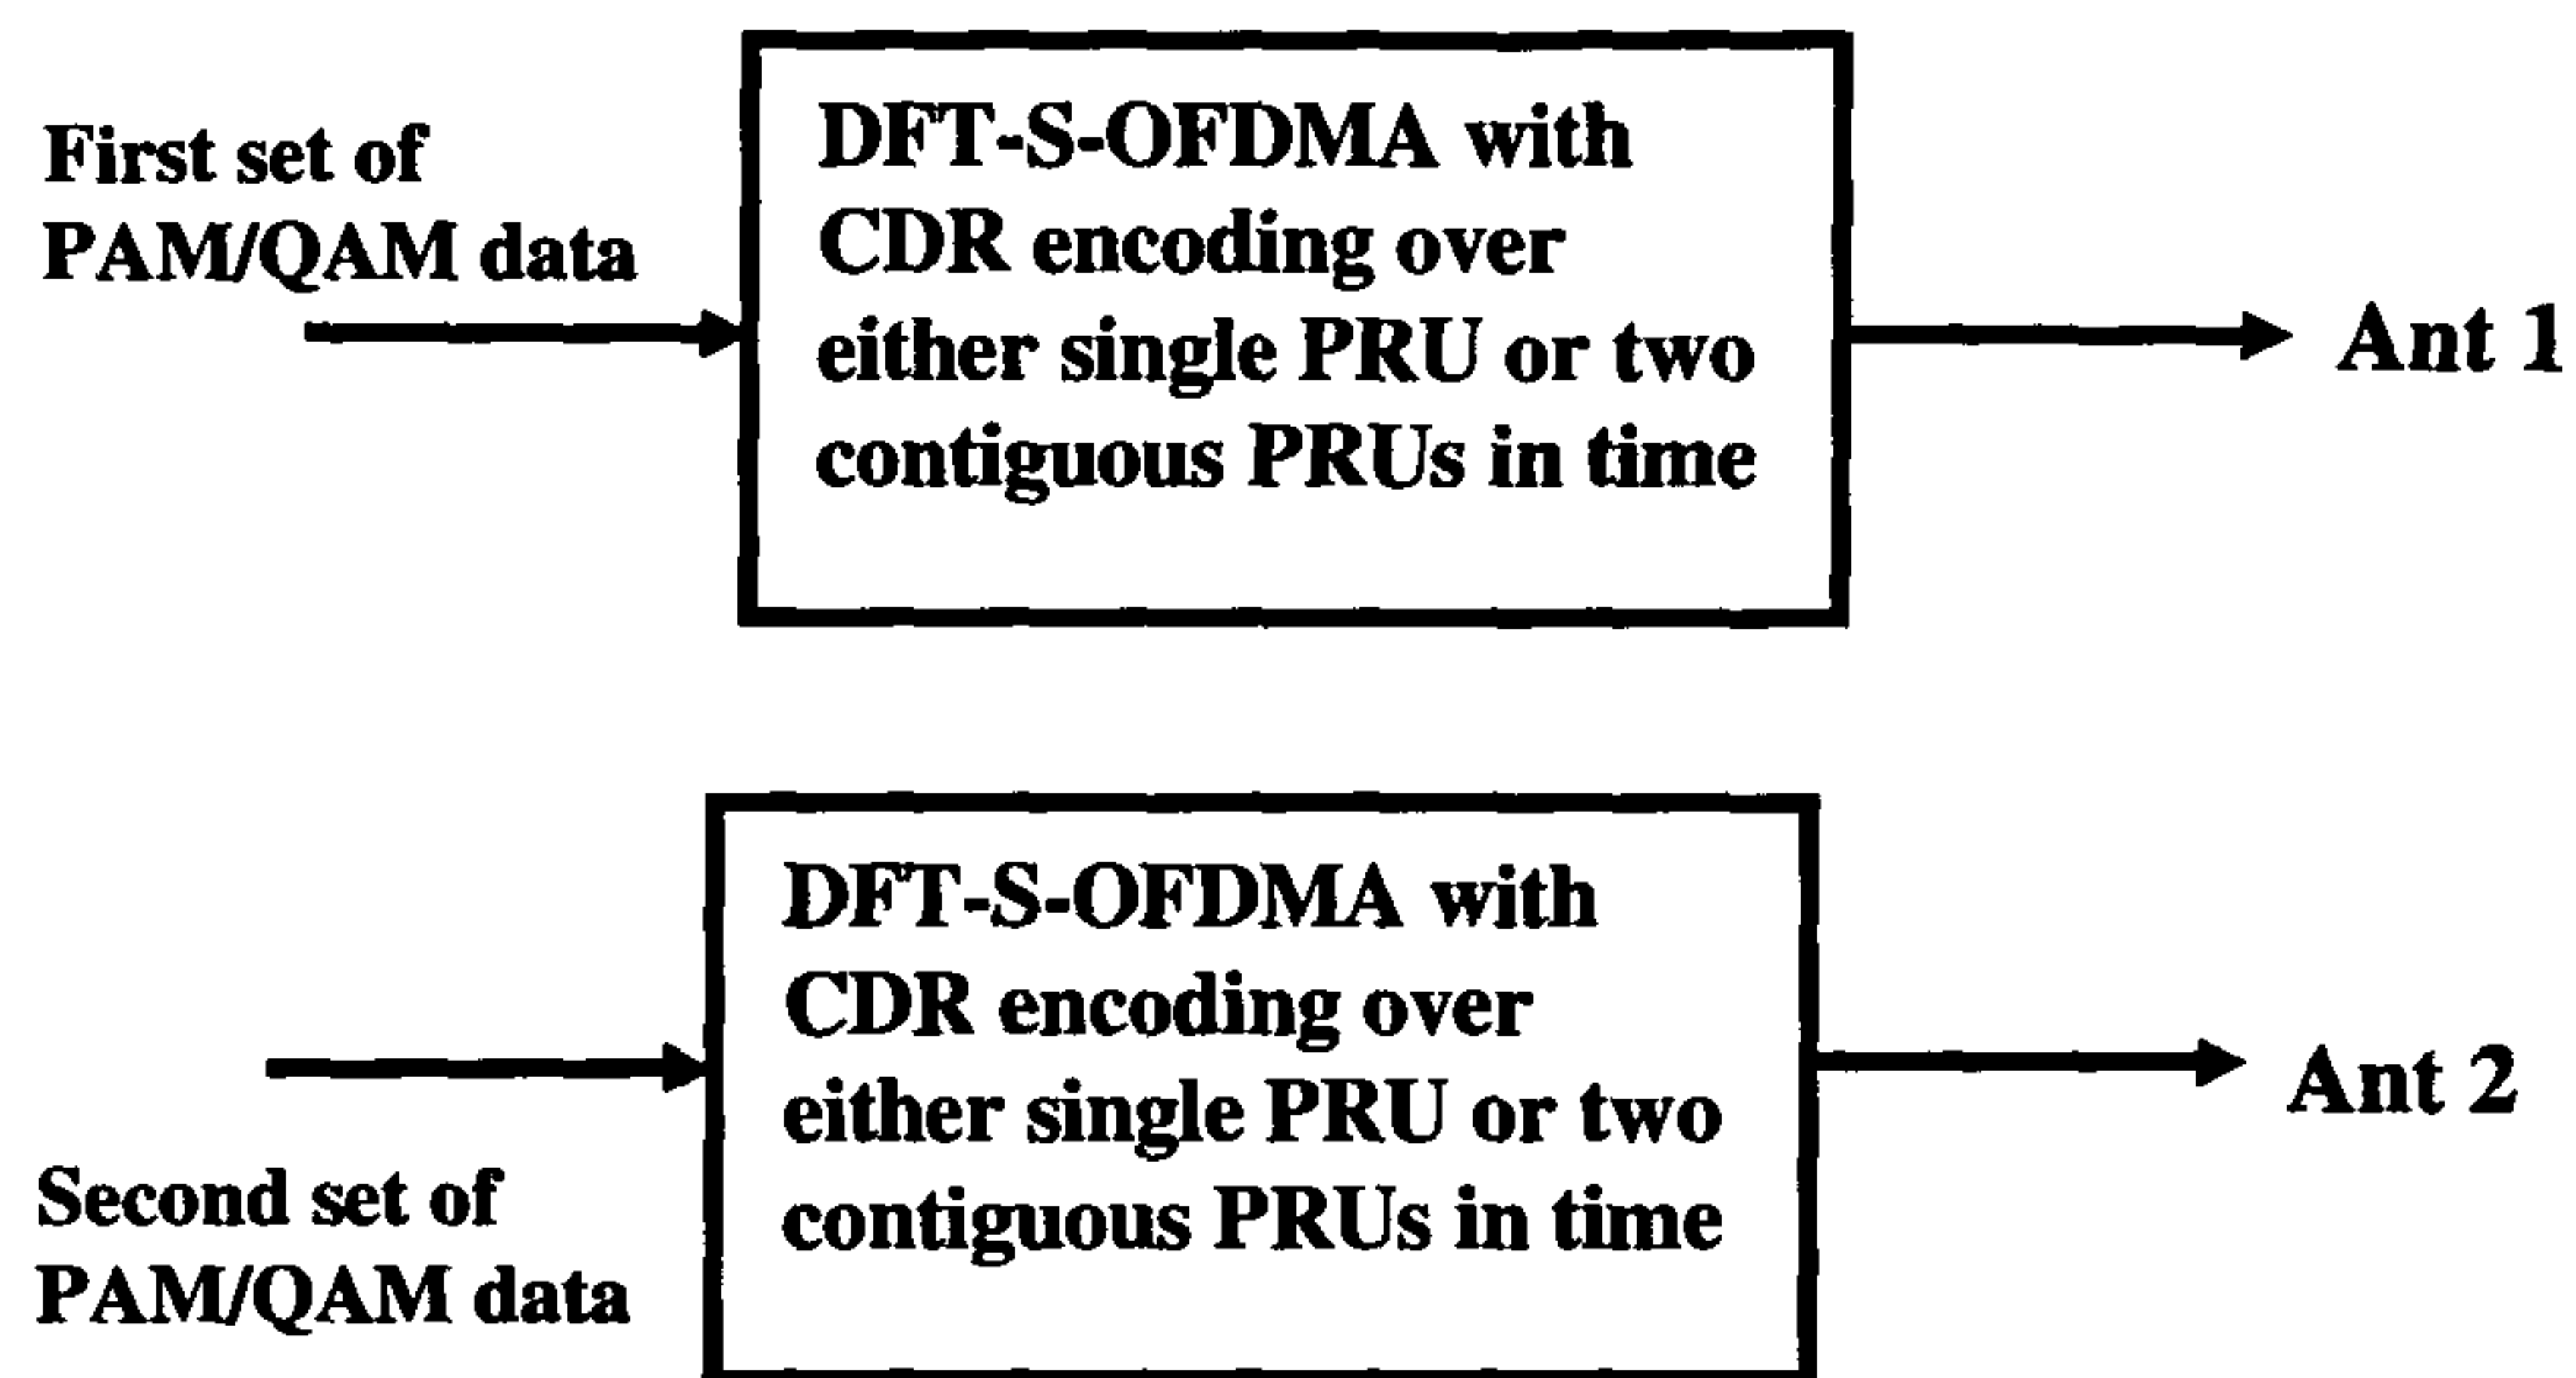 First set of
PAM/QAM data
DFT-S-OFDMA with
CDR encoding over
either single PRU or two
contiguous PRUs in time
Ant 1
DFT-S-OFDMA with
CDR encoding over
either single PRU or two
contiguous PRUs in time
Ant 2
Second set of
PAM/QAM data